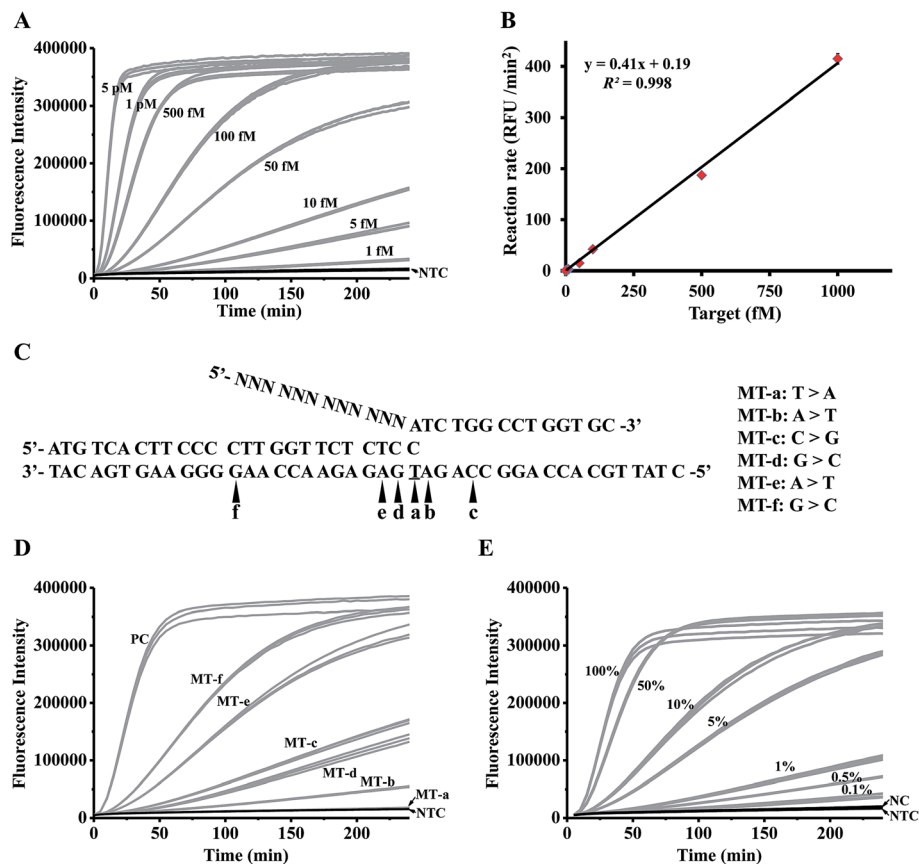 A
400000
300000
200000
100000
0
Fluorescence Intensity
0 50 100 150 200
Time (min)
5 pM
1 pM
500 fM
100 fM
50 fM
10 fM
5 fM
1 fM
NTC
B
y = 0.41x + 0.19
R² = 0.998
400
200
0
Reaction rate (RFU /min²)
0 250 500 750 1000
Target (fM)
C
5’- NNN NNN NNN NNN ATC TGG CCT GGT GC -3’
5’- ATG TCA CTT CCC CTT GGT TCT CTC C
3’- TAC AGT GAA GGG GAA CCA AGA GAG TAG ACC GGA CCA CGT TAT C -5’
f e d a b c
MT-a: T > A
MT-b: A > T
MT-c: C > G
MT-d: G > C
MT-e: A > T
MT-f: G > C
D
400000
300000
200000
100000
0
Fluorescence Intensity
0 50 100 150 200
Time (min)
PC
MT-f
MT-e
MT-c
MT-d
MT-b
MT-a
NTC
E
400000
300000
200000
100000
0
Fluorescence Intensity
0 50 100 150 200
Time (min)
100%
50%
10%
5%
1%
0.5%
0.1%
NC
NTC